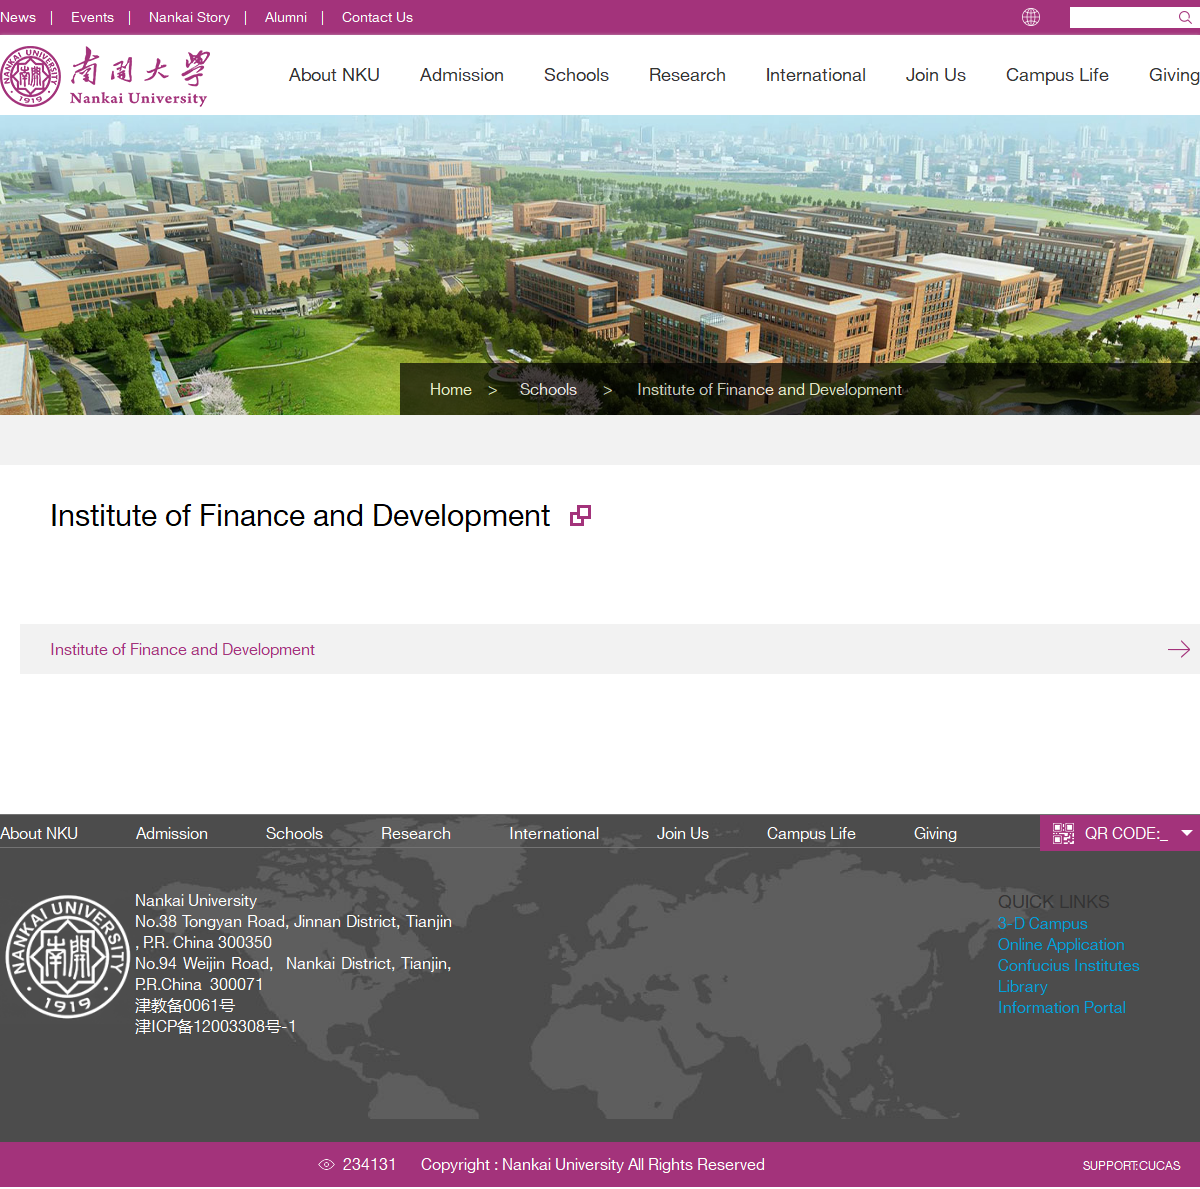 News | Events | Nankai Story | Alumni | Contact Us
NANKAI UNIVERSITY
1919
南開大學
Nankai University
About NKU Admission Schools Research International Join Us Campus Life Giving
Home > Schools > Institute of Finance and Development
Institute of Finance and Development
Institute of Finance and Development
About NKU Admission Schools Research International Join Us Campus Life Giving
QR CODE:_
NANKAI UNIVERSITY
南開
1919
Nankai University
No.38 Tongyan Road, Jinnan District, Tianjin
, P.R. China 300350
No.94 Weijin Road, Nankai District, Tianjin,
P.R.China 300071
津教备0061号
津ICP备12003308号-1
QUICK LINKS
3-D Campus
Online Application
Confucius Institutes
Library
Information Portal
234131 Copyright : Nankai University All Rights Reserved
SUPPORT:CUCAS